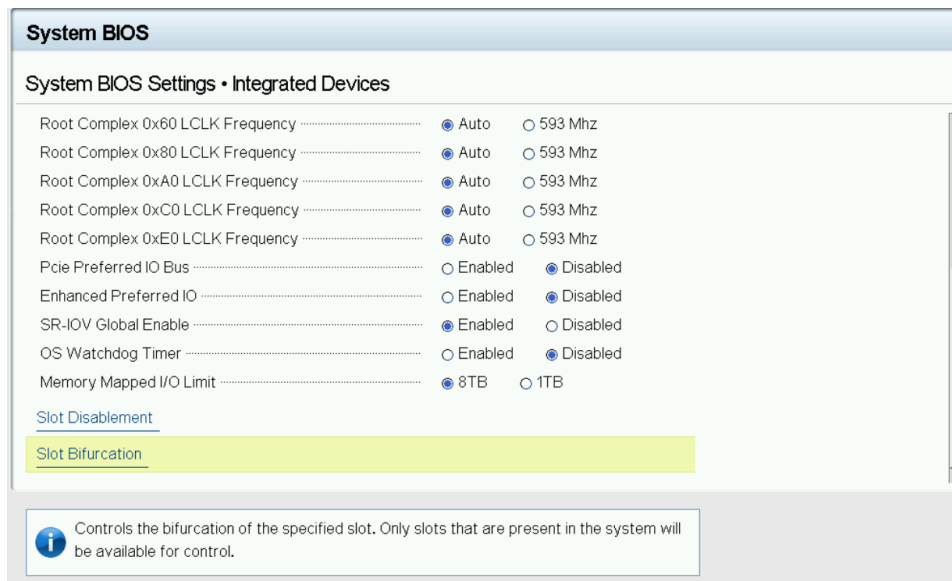 System BIOS
System BIOS Settings • Integrated Devices
Root Complex 0x60 LCLK Frequency Auto 593 Mhz
Root Complex 0x80 LCLK Frequency Auto 593 Mhz
Root Complex 0xA0 LCLK Frequency Auto 593 Mhz
Root Complex 0xC0 LCLK Frequency Auto 593 Mhz
Root Complex 0xE0 LCLK Frequency Auto 593 Mhz
Pcie Preferred IO Bus Enabled Disabled
Enhanced Preferred IO Enabled Disabled
SR-IOV Global Enable Enabled Disabled
OS Watchdog Timer Enabled Disabled
Memory Mapped I/O Limit 8TB 1TB
Slot Disablement
Slot Bifurcation
Controls the bifurcation of the specified slot. Only slots that are present in the system will
be available for control.